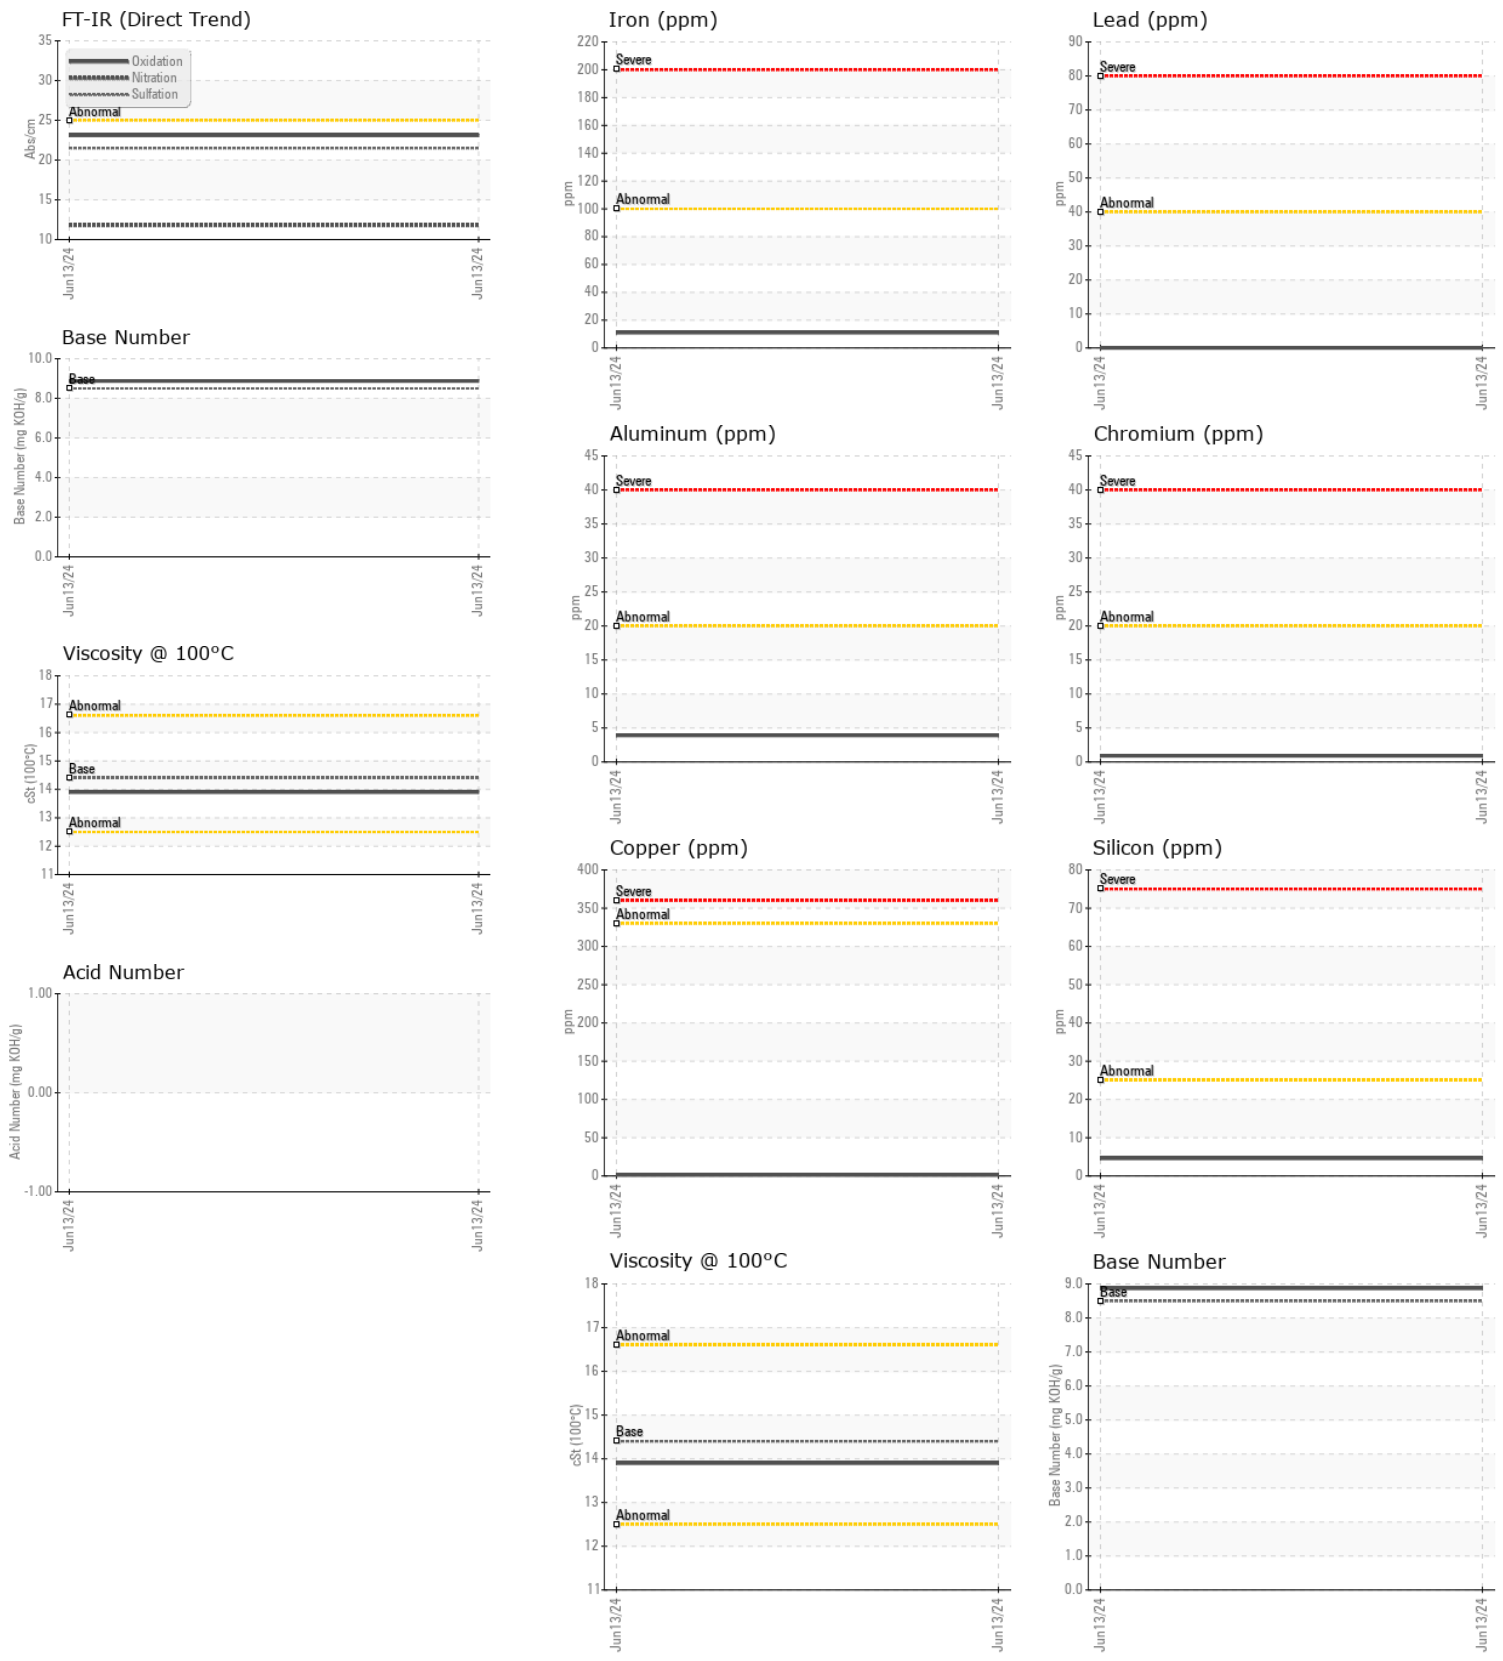 FT-IR (Direct Trend)
35
30
25
20
15
10
Abs/cm
Oxidation
Nitration
Sulfation
Abnormal
Jun13/24
Jun13/24
Base Number
10.0
8.0
6.0
4.0
2.0
0.0
Base Number (mg KOH/g)
Base
Jun13/24
Jun13/24
Viscosity @ 100°C
18
17
16
15
14
13
12
11
cSt (100°C)
Abnormal
Base
Abnormal
Jun13/24
Jun13/24
Acid Number
1.00
0.00
-1.00
Acid Number (mg KOH/g)
Jun13/24
Jun13/24
Iron (ppm)
220
200
180
160
140
120
100
80
60
40
20
0
ppm
Severe
Abnormal
Jun13/24
Jun13/24
Lead (ppm)
90
80
70
60
50
40
30
20
10
0
ppm
Severe
Abnormal
Jun13/24
Jun13/24
Aluminum (ppm)
45
40
35
30
25
20
15
10
5
0
ppm
Severe
Abnormal
Jun13/24
Jun13/24
Chromium (ppm)
45
40
35
30
25
20
15
10
5
0
ppm
Severe
Abnormal
Jun13/24
Jun13/24
Copper (ppm)
400
350
300
250
200
150
100
50
0
ppm
Severe
Abnormal
Jun13/24
Jun13/24
Silicon (ppm)
80
70
60
50
40
30
20
10
0
ppm
Severe
Abnormal
Jun13/24
Jun13/24
Viscosity @ 100°C
18
17
16
15
14
13
12
11
cSt (100°C)
Abnormal
Base
Abnormal
Jun13/24
Jun13/24
Base Number
9.0
8.0
7.0
6.0
5.0
4.0
3.0
2.0
1.0
0.0
Base Number (mg KOH/g)
Base
Jun13/24
Jun13/24